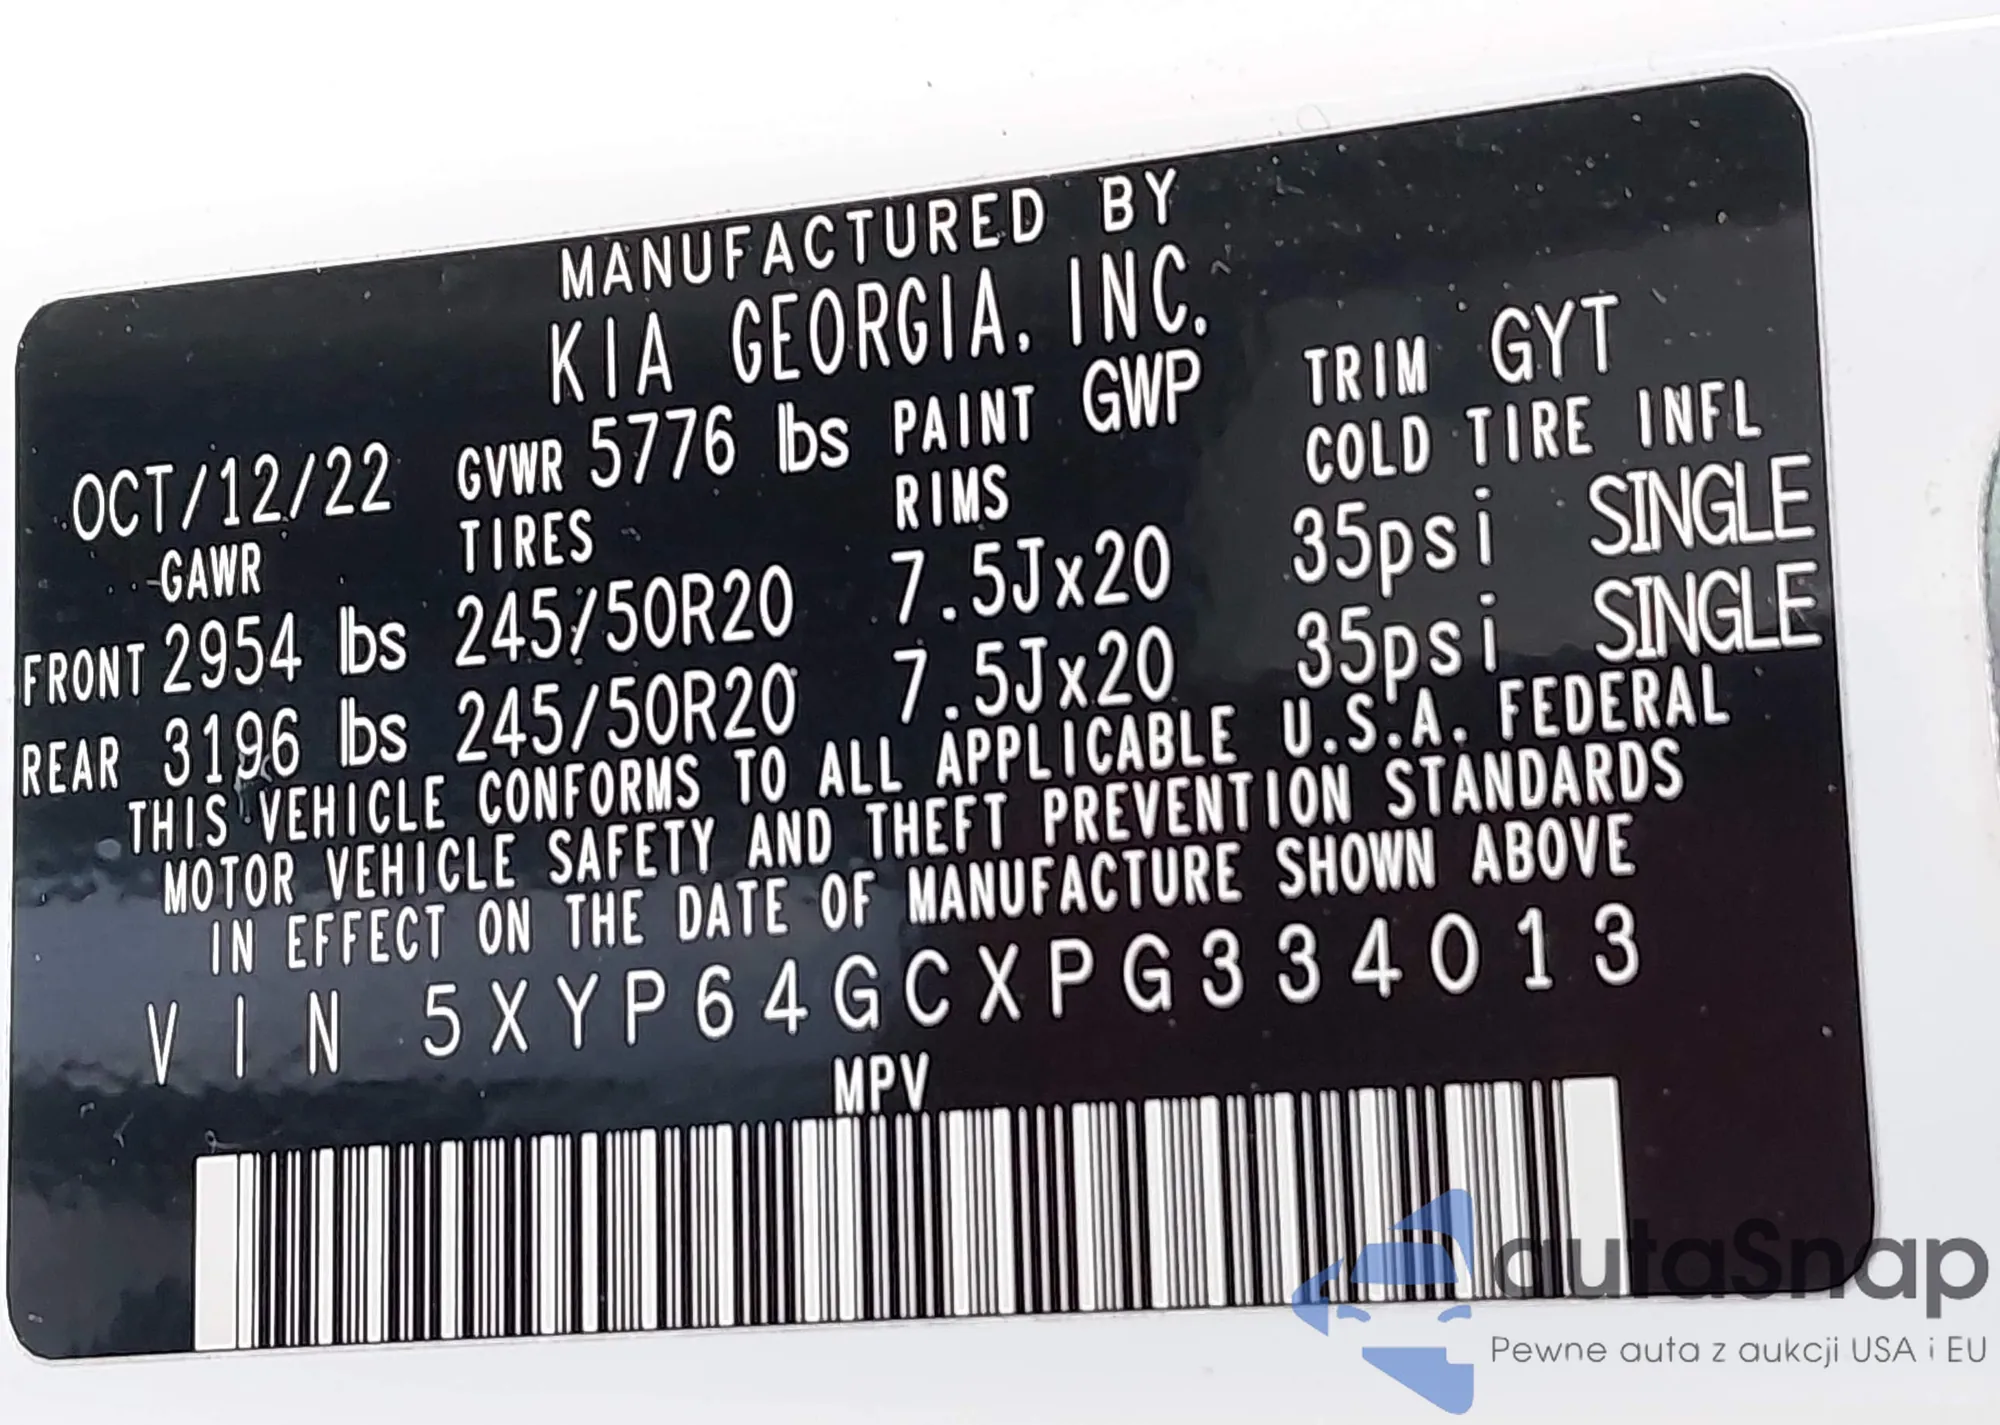 MANUFACTURED BY
KIA GEORGIA, INC.
OCT/12/22 GVWR 5776 lbs PAINT GWP TRIM GYT
GAWR TIRES RIMS COLD TIRE INFL
FRONT 2954 lbs 245/50R20 7.5Jx20 35psi SINGLE
REAR 3196 lbs 245/50R20 7.5Jx20 35psi SINGLE
THIS VEHICLE CONFORMS TO ALL APPLICABLE U.S.A. FEDERAL
MOTOR VEHICLE SAFETY AND THEFT PREVENTION STANDARDS
IN EFFECT ON THE DATE OF MANUFACTURE SHOWN ABOVE
VIN 5XYP64GCXPG334013
MPV
autaSnap
Pewne auta z aukcji USA i EU